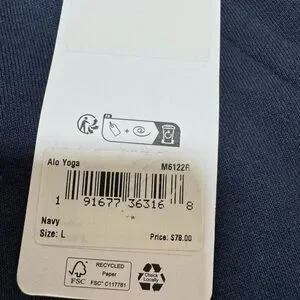 Alo Yoga M6122R
1 91677 36316 8
Navy
Size: L Price: $78.00
RECYCLED
Paper
FSC
FSC® C117781
Check
Locally